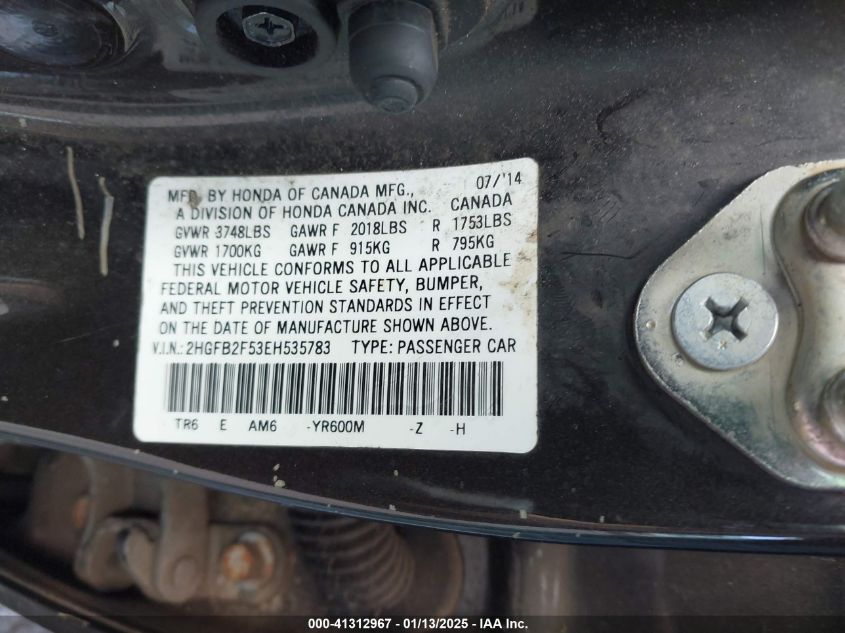 MFD. BY HONDA OF CANADA MFG., 07/'14
A DIVISION OF HONDA CANADA INC. CANADA
GVWR 3748LBS GAWR F 2018LBS R 1753LBS
GVWR 1700KG GAWR F 915KG R 795KG
THIS VEHICLE CONFORMS TO ALL APPLICABLE
FEDERAL MOTOR VEHICLE SAFETY, BUMPER,
AND THEFT PREVENTION STANDARDS IN EFFECT
ON THE DATE OF MANUFACTURE SHOWN ABOVE.
V.I.N.: 2HGFB2F53EH535783 TYPE: PASSENGER CAR
TR6 E AM6 -YR600M -Z -H
000-41312967 - 01/13/2025 - IAA Inc.